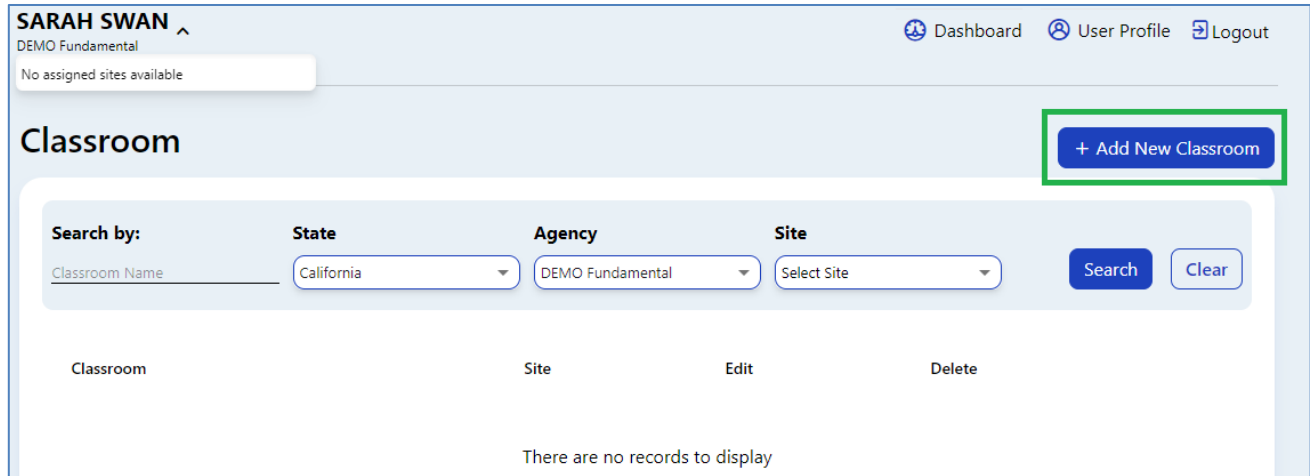 SARAH SWAN
DEMO Fundamental
No assigned sites available
Dashboard User Profile Logout
Classroom
+ Add New Classroom
Search by: State Agency Site
Classroom Name California DEMO Fundamental Select Site Search Clear
Classroom Site Edit Delete
There are no records to display